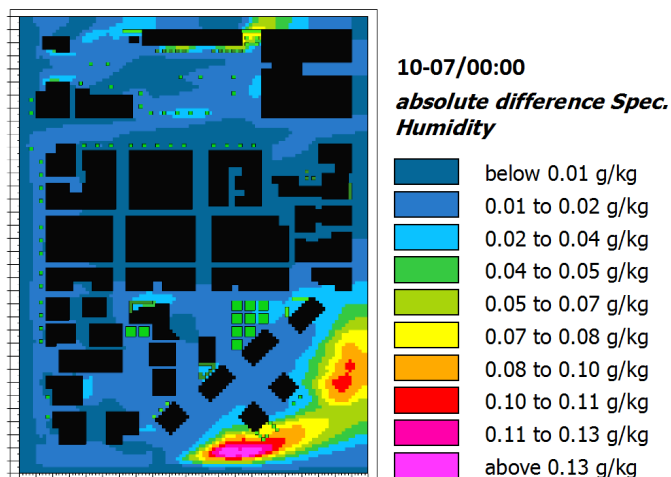 10-07/00:00
absolute difference Spec.
Humidity
below 0.01 g/kg
0.01 to 0.02 g/kg
0.02 to 0.04 g/kg
0.04 to 0.05 g/kg
0.05 to 0.07 g/kg
0.07 to 0.08 g/kg
0.08 to 0.10 g/kg
0.10 to 0.11 g/kg
0.11 to 0.13 g/kg
above 0.13 g/kg